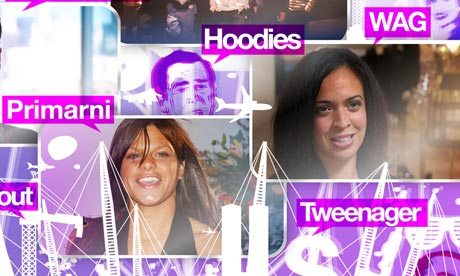 WAG
Hoodies
Primarni
out
Tweenager